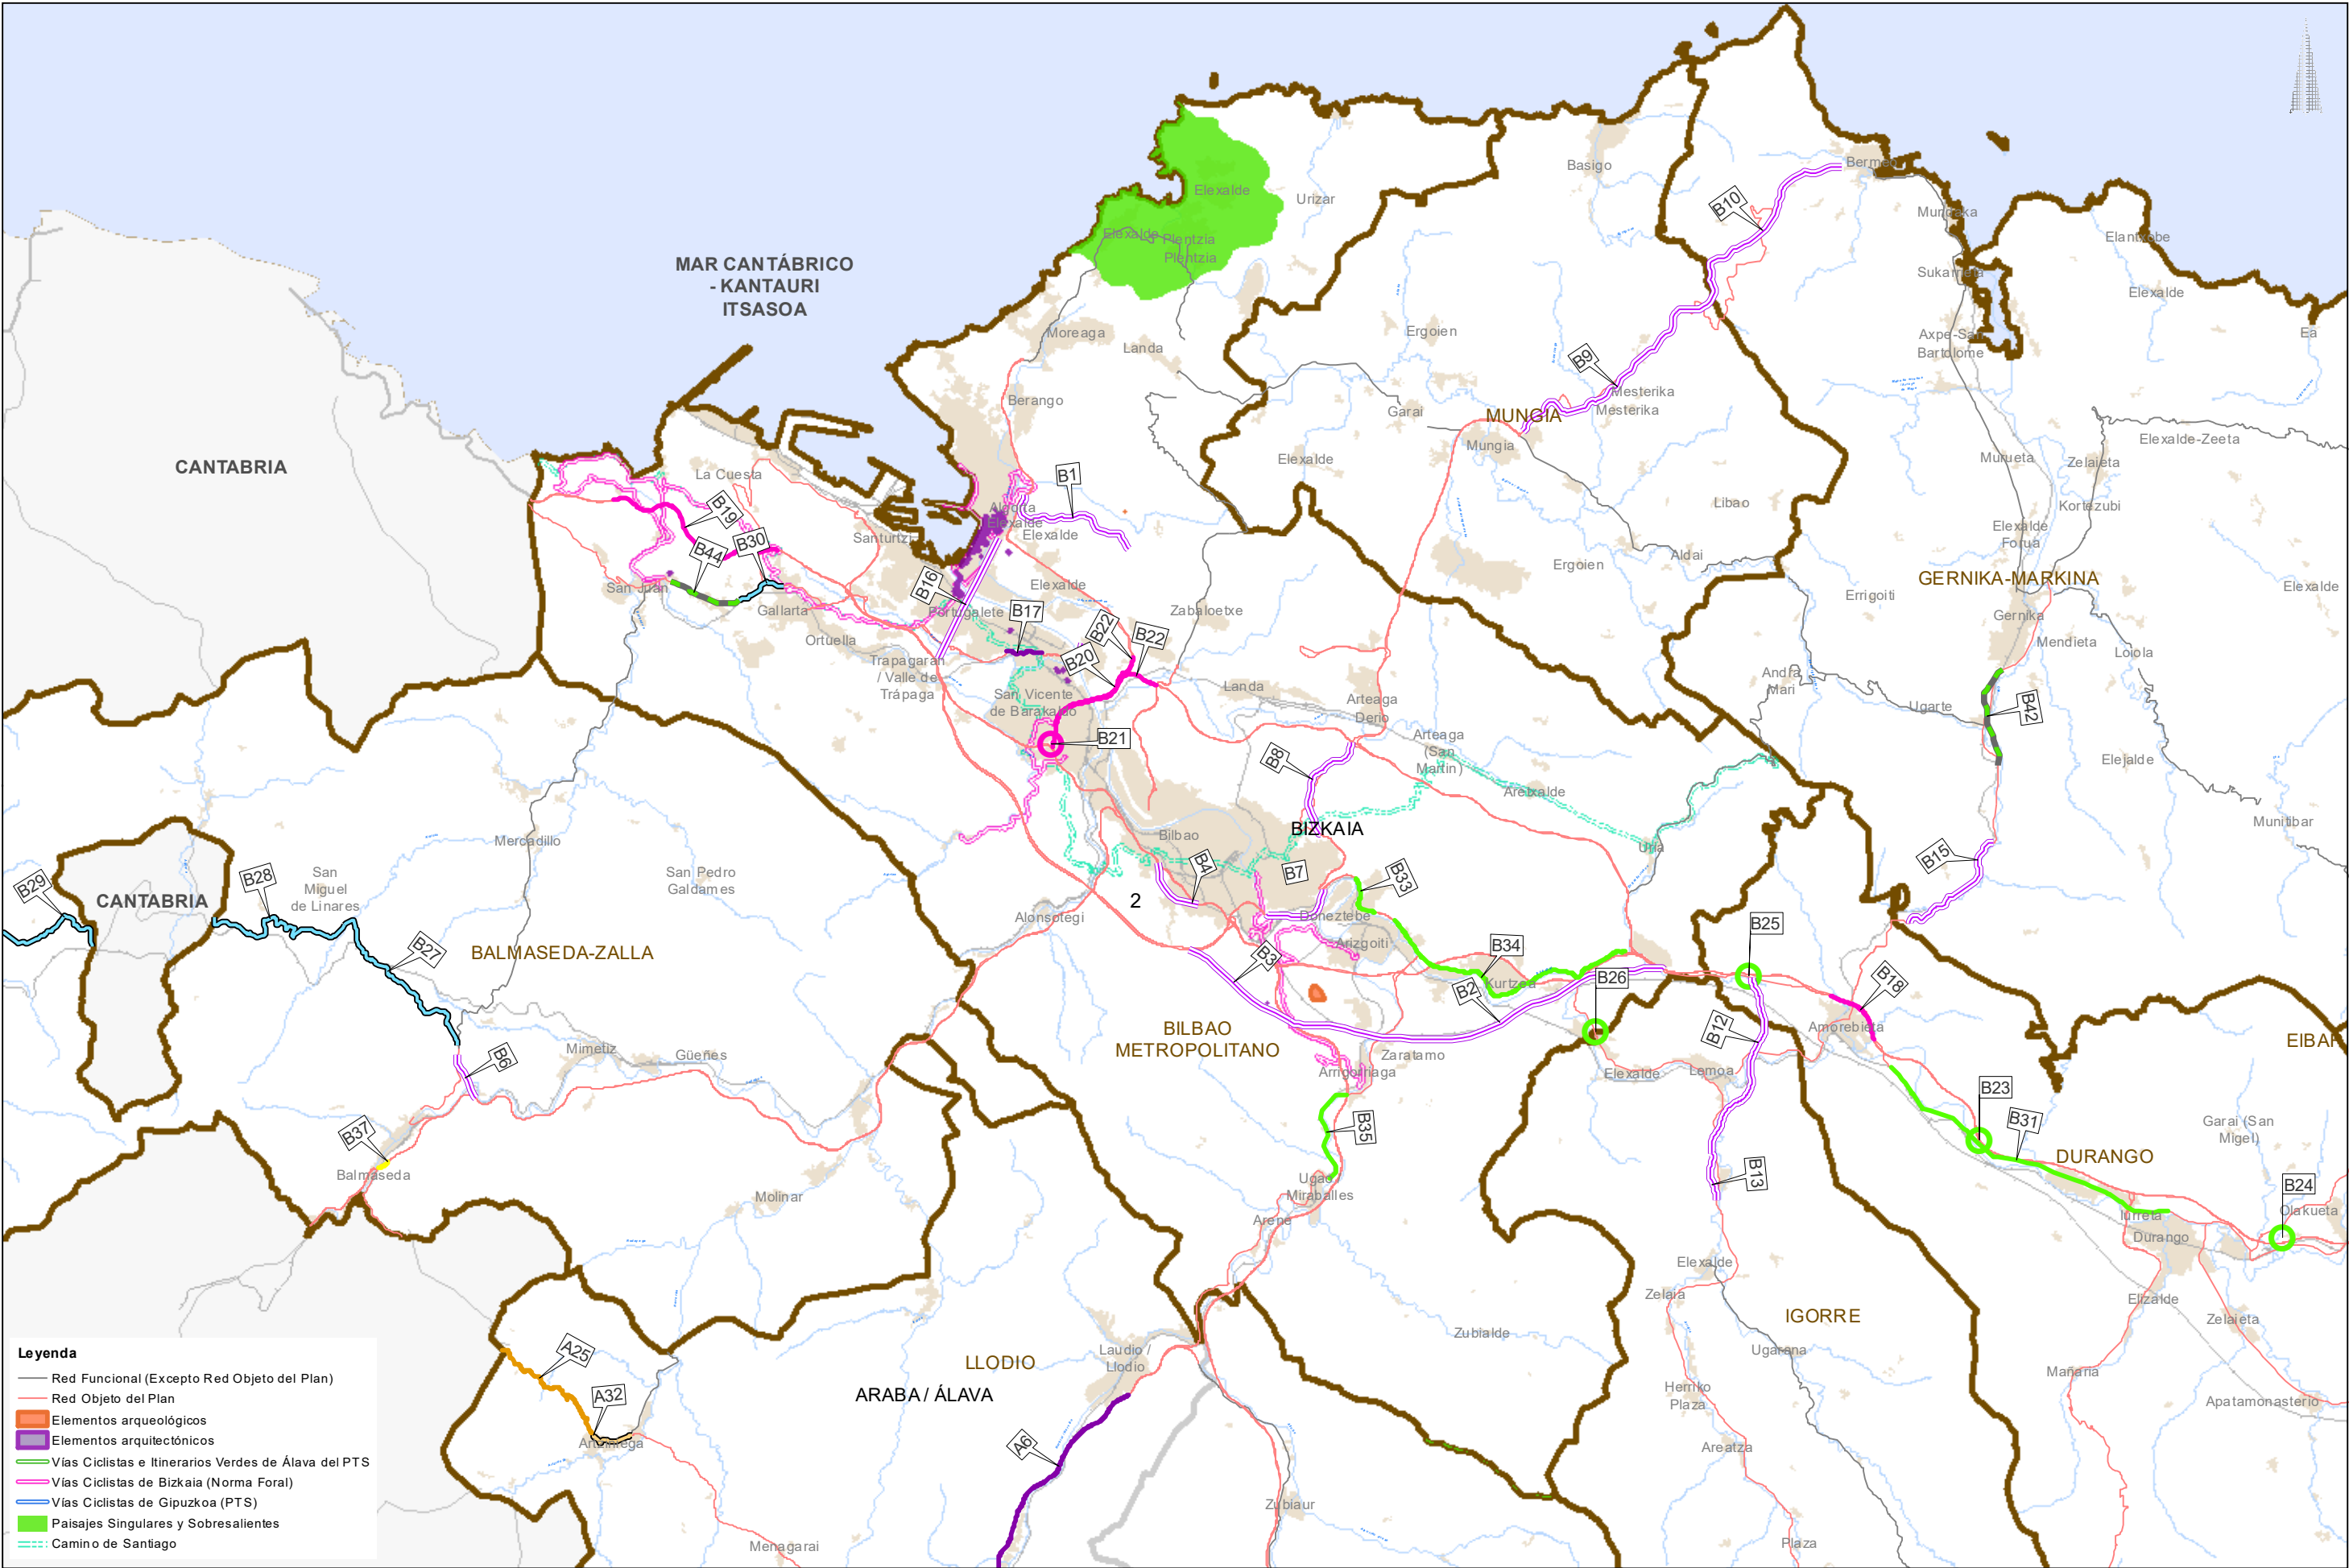 Bermeo
Basigo
Elexalde
Urizar
B10
Mundaka
Elexalde
Plentzia
Plentzia
Elantxobe
MAR CANTÁBRICO
- KANTAURI
ITSASOA
Sukarrieta
Elexalde
Moreaga
Landa
Ergoien
Axpe-San
Bartolome
Ea
B9
Mesterika
Mesterika
Berango
Garai
MUNGIA
Mungia
Elexalde-Zeeta
CANTABRIA
La Cuesta
B1
Elexalde
Murueta
Zelaieta
B19
Algorta
Elexalde
Elexalde
Libao
Kortezubi
Elexalde
Forua
B44
B30
Santurtzi
Aldai
Ergoien
GERNIKA-MARKINA
San Juan
Gallarta
B16
Elexalde
Errigoiti
Elexalde
Portugalete
B17
Zabaloetxe
Gernika
Ortuella
B22
B22
Mendieta
Loiola
Trapagaran
/ Valle de
Trápaga
B20
San Vicente
de Barakaldo
Landa
Arteaga
Derio
Andra
Mari
Ugarte
B42
B21
Arteaga
(San
Martin)
B8
Elejalde
Aretxalde
Munitibar
Mercadillo
Bilbao
BIZKAIA
Uria
B15
B29
B28
San
Miguel
de Linares
San Pedro
Galdames
B4
B7
B33
CANTABRIA
2
Alonsotegi
Doneztebe
B25
BALMASEDA-ZALLA
B27
Arizgoiti
B3
B34
B26
Kurtzea
B2
B18
BILBAO
METROPOLITANO
Amorebieta
B12
EIBAR
B6
Mimetiz
Güeñes
Zaratamo
Arrigorriaga
Elexalde
Lemoa
B23
B37
B35
B31
Garai (San
Migel)
Balmaseda
DURANGO
Ugao
Miraballes
B13
B24
Molinar
Arene
Iurreta
Olakueta
Durango
Elexalde
Zelaia
Elizalde
IGORRE
Zelaieta
Zubialde
Leyenda
Red Funcional (Excepto Red Objeto del Plan)
Red Objeto del Plan
Elementos arqueológicos
Elementos arquitectónicos
Vías Ciclistas e Itinerarios Verdes de Álava del PTS
Vías Ciclistas de Bizkaia (Norma Foral)
Vías Ciclistas de Gipuzkoa (PTS)
Paisajes Singulares y Sobresalientes
Camino de Santiago
A25
A32
Artziniega
LLODIO
Laudio /
Llodio
ARABA / ÁLAVA
Ugarana
Mañaria
Herriko
Plaza
Apatamonasterio
A6
Areatza
Zubiaur
Menagarai
Plaza